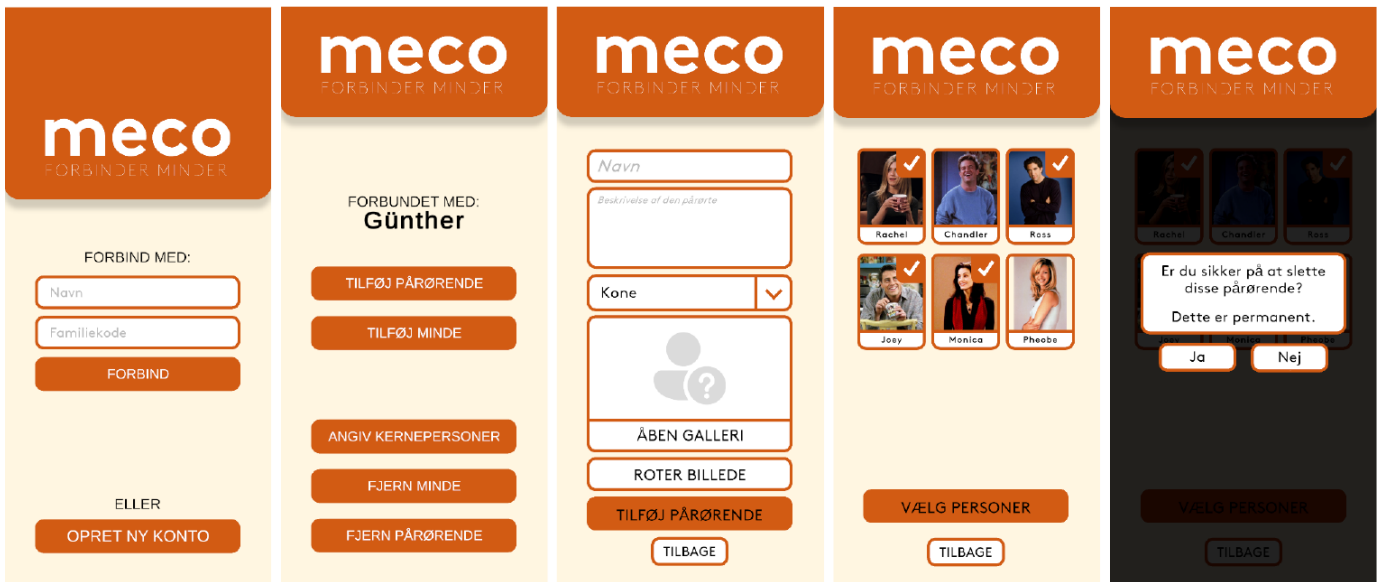 meco
FORBINDER MINDER
FORBIND MED:
Navn
Familiekode
FORBIND
ELLER
OPRET NY KONTO
meco
FORBINDER MINDER
FORBUNDET MED:
Günther
TILFØJ PÅRØRENDE
TILFØJ MINDE
ANGIV KERNEPERSONER
FJERN MINDE
FJERN PÅRØRENDE
meco
FORBINDER MINDER
Navn
Beskrivelse af den pårørte
Kone
?
ÅBEN GALLERI
ROTER BILLEDE
TILFØJ PÅRØRENDE
TILBAGE
meco
FORBINDER MINDER
Rachel Chandler Ross
Joey Monica Pheobe
VÆLG PERSONER
TILBAGE
meco
FORBINDER MINDER
Rachel Chandler Ross
Er du sikker på at slette
disse pårørende?
Dette er permanent.
Joey Monica Pheobe
Ja Nej
VÆLG PERSONER
TILBAGE